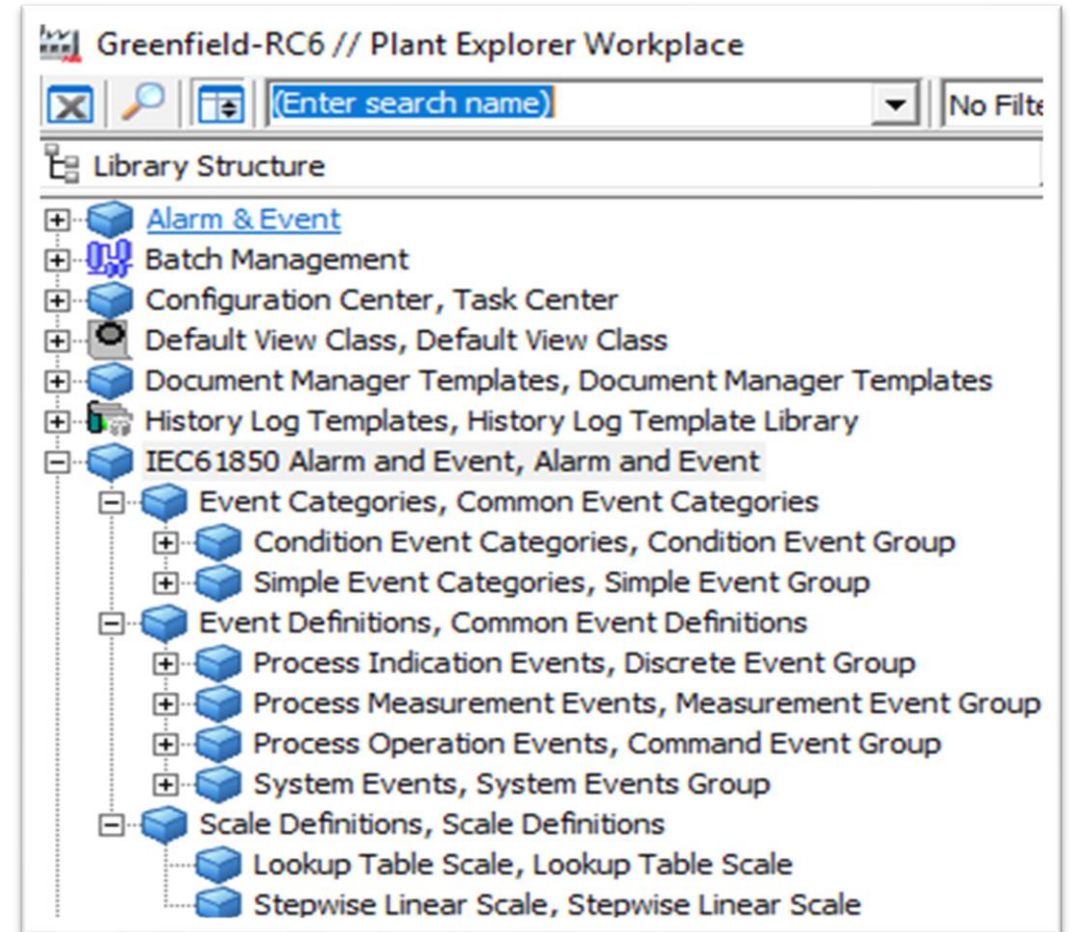 Greenfield-RC6 // Plant Explorer Workplace
(Enter search name) No Filte
Library Structure
Alarm & Event
Batch Management
Configuration Center, Task Center
Default View Class, Default View Class
Document Manager Templates, Document Manager Templates
History Log Templates, History Log Template Library
IEC61850 Alarm and Event, Alarm and Event
Event Categories, Common Event Categories
Condition Event Categories, Condition Event Group
Simple Event Categories, Simple Event Group
Event Definitions, Common Event Definitions
Process Indication Events, Discrete Event Group
Process Measurement Events, Measurement Event Group
Process Operation Events, Command Event Group
System Events, System Events Group
Scale Definitions, Scale Definitions
Lookup Table Scale, Lookup Table Scale
Stepwise Linear Scale, Stepwise Linear Scale